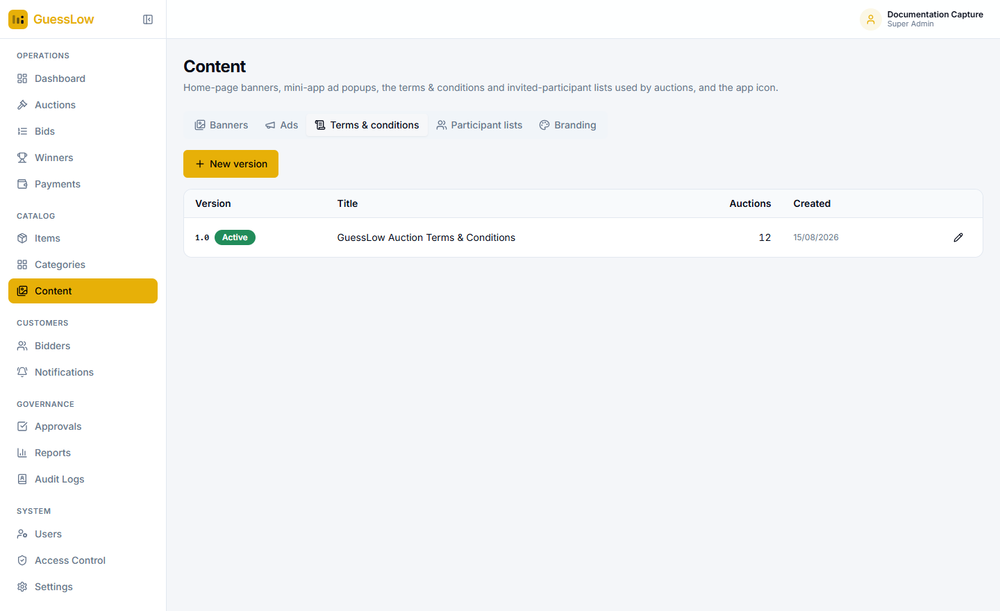 GuessLow
Documentation Capture
Super Admin
OPERATIONS
Dashboard
Auctions
Bids
Winners
Payments
CATALOG
Items
Categories
Content
CUSTOMERS
Bidders
Notifications
GOVERNANCE
Approvals
Reports
Audit Logs
SYSTEM
Users
Access Control
Settings
Content
Home-page banners, mini-app ad popups, the terms & conditions and invited-participant lists used by auctions, and the app icon.
Banners Ads Terms & conditions Participant lists Branding
New version
Version Title Auctions Created
1.0 Active GuessLow Auction Terms & Conditions 12 15/08/2026